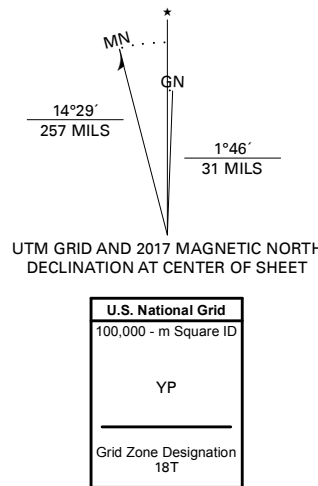 ★
MN
GN
14°29´
257 MILS
1°46´
31 MILS
UTM GRID AND 2017 MAGNETIC NORTH
DECLINATION AT CENTER OF SHEET
U.S. National Grid
100,000 - m Square ID
YP
Grid Zone Designation
18T